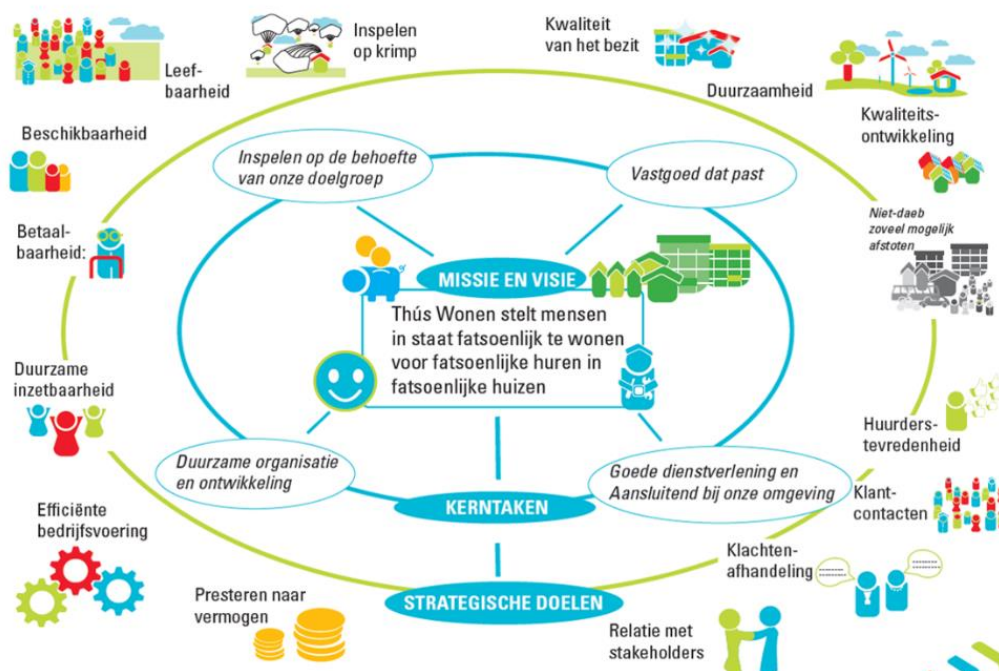 Leef-
baarheid
Inspelen
op krimp
Kwaliteit
van het bezit
Duurzaamheid
Kwaliteits-
ontwikkeling
Beschikbaarheid
Inspelen op de behoefte
van onze doelgroep
Vastgoed dat past
Niet-daeb
zoveel mogelijk
afstoten
Betaal-
baarheid:
MISSIE EN VISIE
Thús Wonen stelt mensen
in staat fatsoenlijk te wonen
voor fatsoenlijke huren in
fatsoenlijke huizen
Duurzame
inzetbaarheid
Huurders-
tevredenheid
Duurzame organisatie
en ontwikkeling
Goede dienstverlening en
Aansluitend bij onze omgeving
KERNTAKEN
Klant-
contacten
Efficiënte
bedrijfsvoering
Klachten-
afhandeling
Presteren naar
vermogen
STRATEGISCHE DOELEN
Relatie met
stakeholders